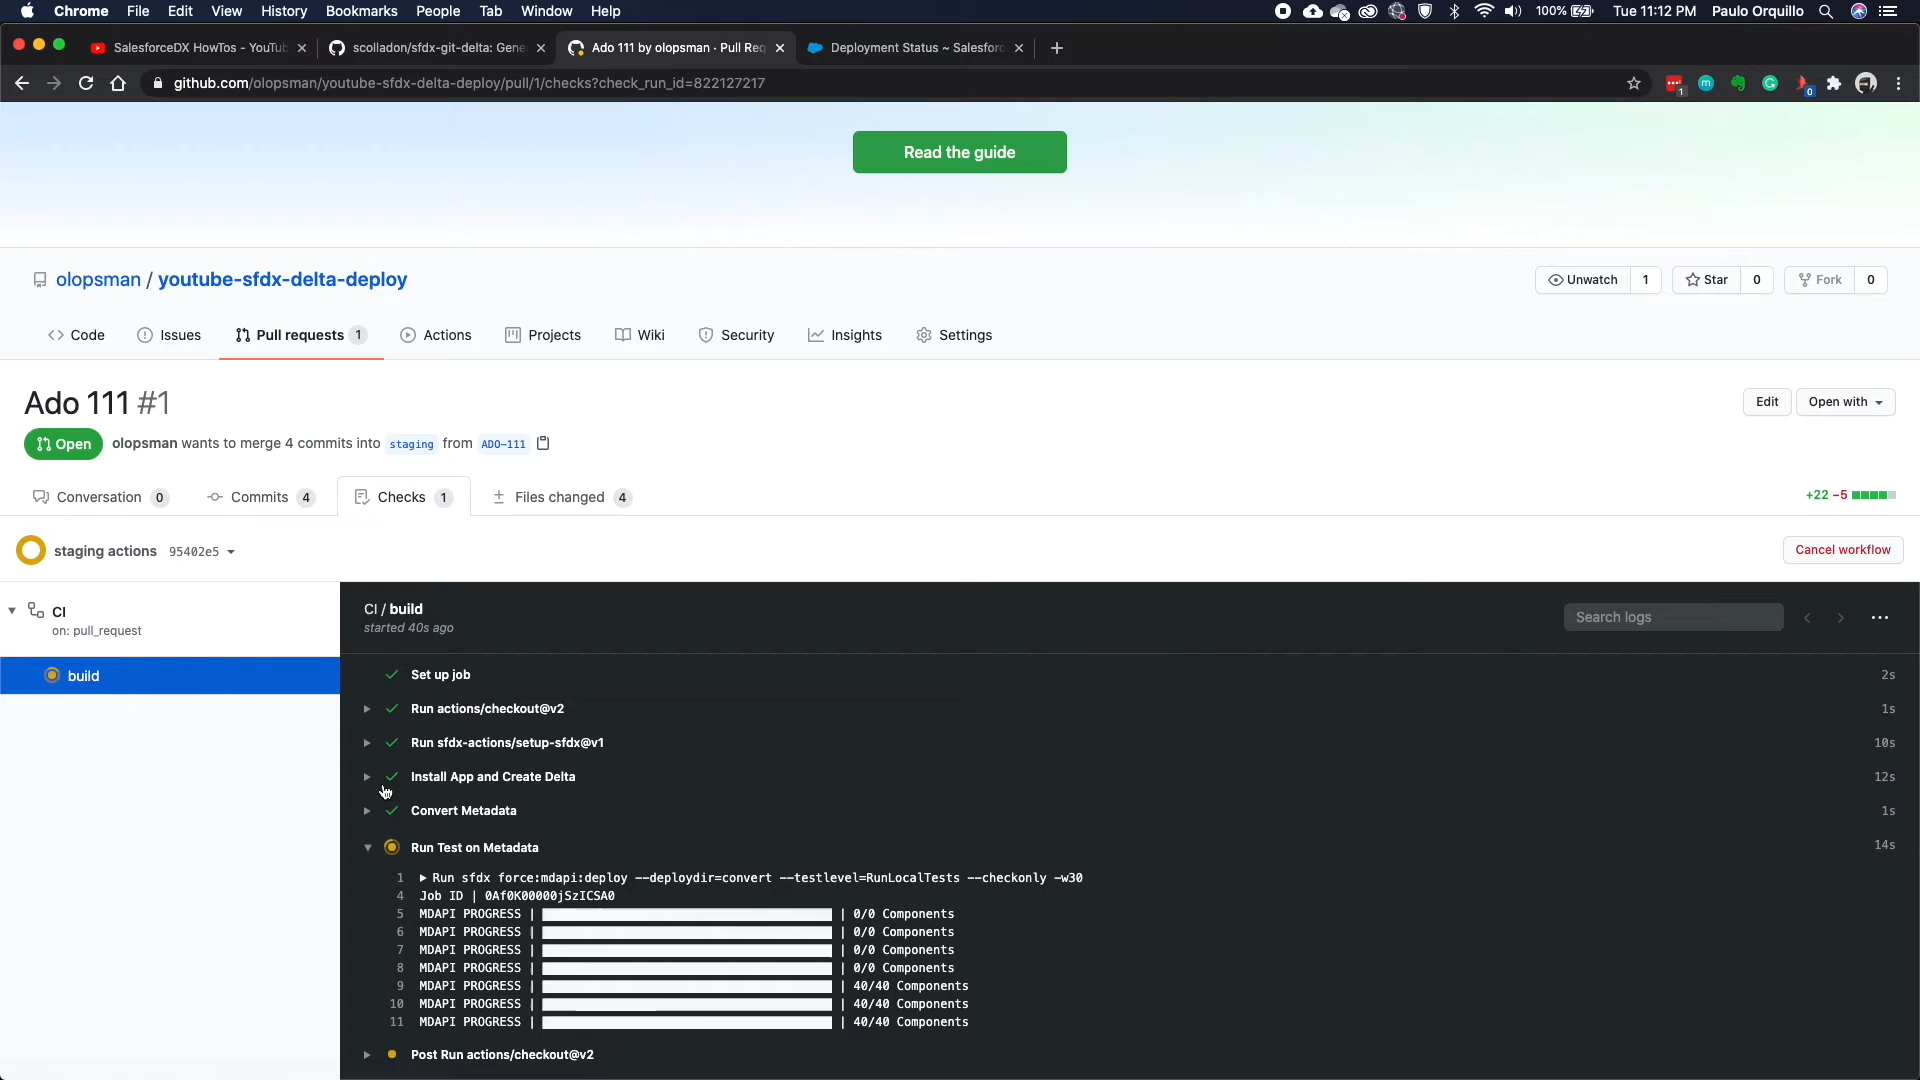 Chrome File Edit View History Bookmarks People Tab Window Help 100% Tue 11:12 PM Paulo Orquillo
SalesforceDX HowTos - YouTub scolladon/sfdx-git-delta: Gene Ado 111 by olopsman · Pull Req Deployment Status ~ Salesforc
github.com/olopsman/youtube-sfdx-delta-deploy/pull/1/checks?check_run_id=822127217
Read the guide
olopsman / youtube-sfdx-delta-deploy Unwatch 1 Star 0 Fork 0
Code Issues Pull requests 1 Actions Projects Wiki Security Insights Settings
Ado 111 #1 Edit Open with
Open olopsman wants to merge 4 commits into staging from ADO-111
Conversation 0 Commits 4 Checks 1 Files changed 4 +22 −5
staging actions 95402e5 Cancel workflow
CI
on: pull_request
build
CI / build
started 40s ago
Search logs
Set up job 2s
Run actions/checkout@v2 1s
Run sfdx-actions/setup-sfdx@v1 10s
Install App and Create Delta 12s
Convert Metadata 1s
Run Test on Metadata 14s
1 Run sfdx force:mdapi:deploy --deploydir=convert --testlevel=RunLocalTests --checkonly -w30
4 Job ID | 0Af0K00000jSzICSA0
5 MDAPI PROGRESS | | 0/0 Components
6 MDAPI PROGRESS | | 0/0 Components
7 MDAPI PROGRESS | | 0/0 Components
8 MDAPI PROGRESS | | 0/0 Components
9 MDAPI PROGRESS | | 40/40 Components
10 MDAPI PROGRESS | | 40/40 Components
11 MDAPI PROGRESS | | 40/40 Components
Post Run actions/checkout@v2